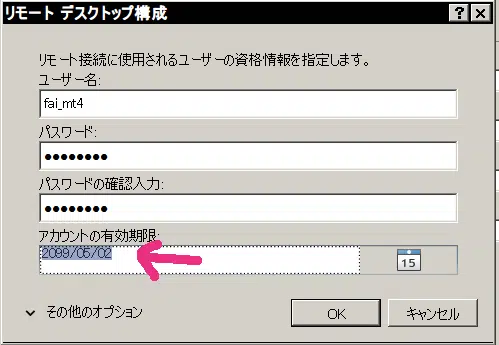 リモート デスクトップ構成
リモート接続に使用されるユーザーの資格情報を指定します。
ユーザー名:
fai_mt4
パスワード:
●●●●●●●●
パスワードの確認入力:
●●●●●●●●
アカウントの有効期限:
2099/05/02
15
その他のオプション
OK
キャンセル